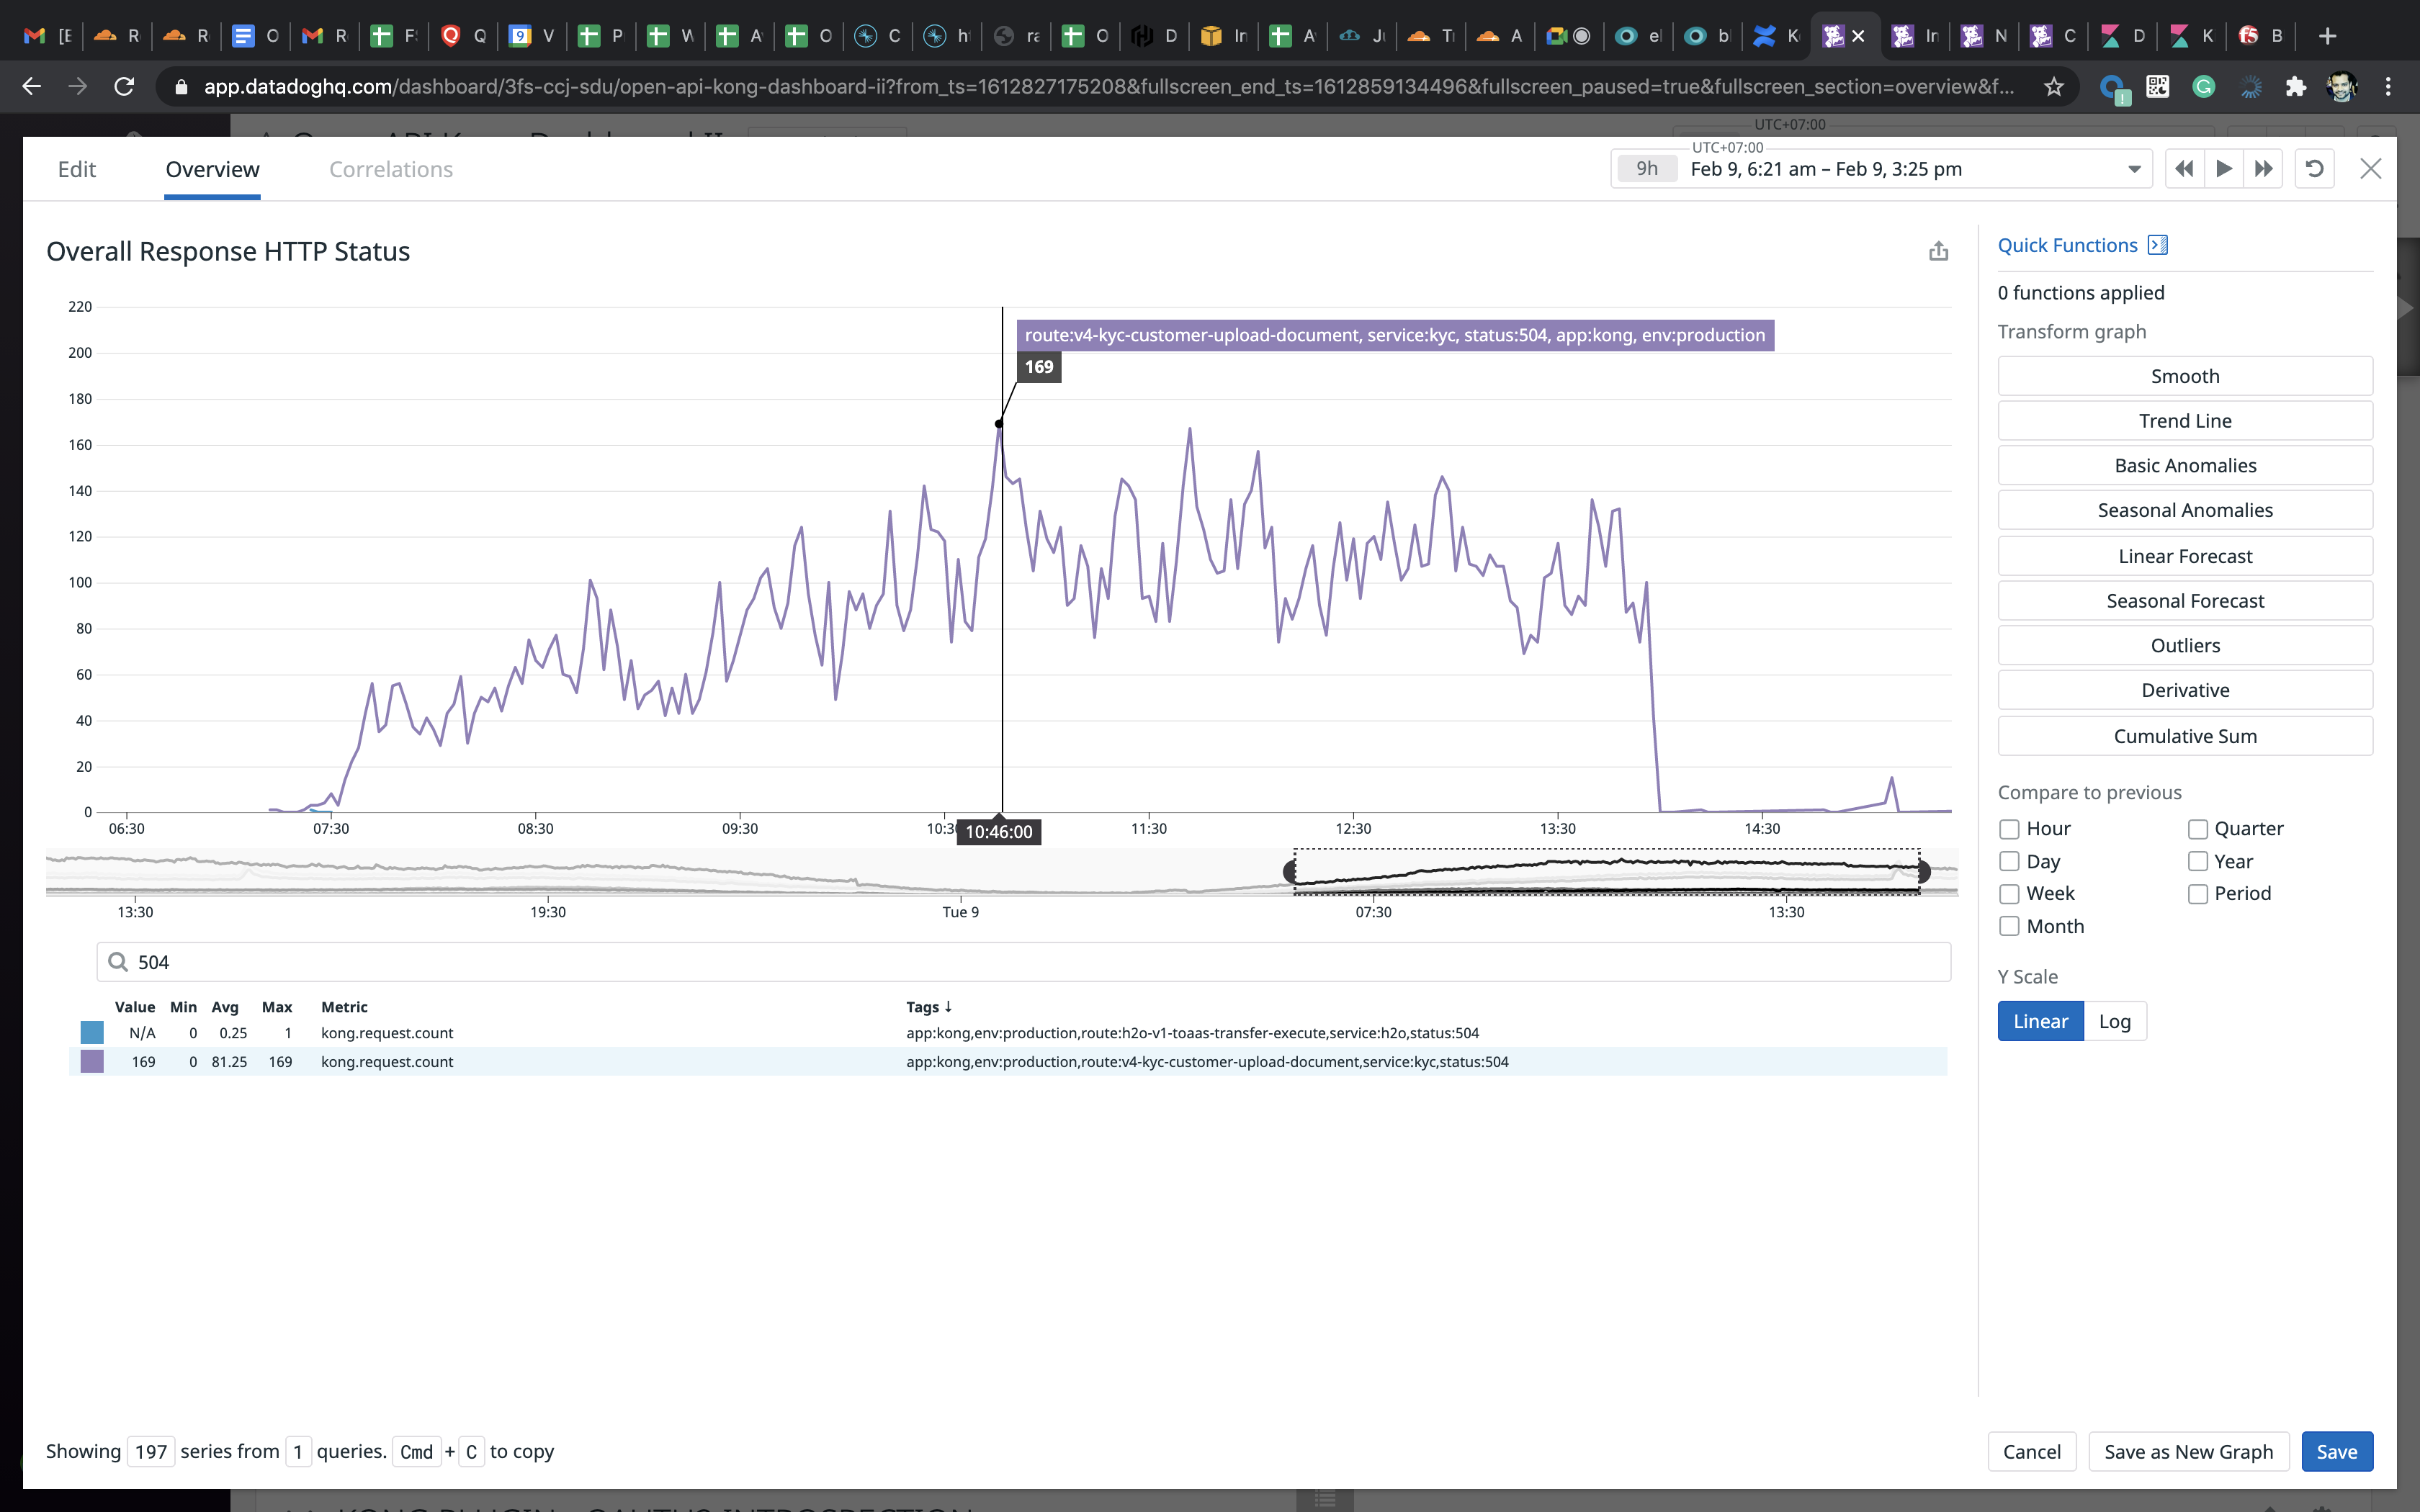 [E
R
R
O
R
F
Q
9 V
P
W
A
O
C
h
ra
O
D
In
A
J
T
A
e
b
K
In
N
C
D
K
f5 B
app.datadoghq.com/dashboard/3fs-ccj-sdu/open-api-kong-dashboard-ii?from_ts=1612827175208&fullscreen_end_ts=1612859134496&fullscreen_paused=true&fullscreen_section=overview&f...
UTC+07:00
Edit
Overview
Correlations
UTC+07:00
9h Feb 9, 6:21 am – Feb 9, 3:25 pm
Overall Response HTTP Status
220
200
180
160
140
120
100
80
60
40
20
0
route:v4-kyc-customer-upload-document, service:kyc, status:504, app:kong, env:production
169
06:30 07:30 08:30 09:30 10:30 10:46:00 11:30 12:30 13:30 14:30
13:30 19:30 Tue 9 07:30 13:30
504
Value Min Avg Max Metric Tags ↓
N/A 0 0.25 1 kong.request.count app:kong,env:production,route:h2o-v1-toaas-transfer-execute,service:h2o,status:504
169 0 81.25 169 kong.request.count app:kong,env:production,route:v4-kyc-customer-upload-document,service:kyc,status:504
Quick Functions
0 functions applied
Transform graph
Smooth
Trend Line
Basic Anomalies
Seasonal Anomalies
Linear Forecast
Seasonal Forecast
Outliers
Derivative
Cumulative Sum
Compare to previous
Hour Quarter
Day Year
Week Period
Month
Y Scale
Linear Log
Showing 197 series from 1 queries. Cmd + C to copy
Cancel Save as New Graph Save